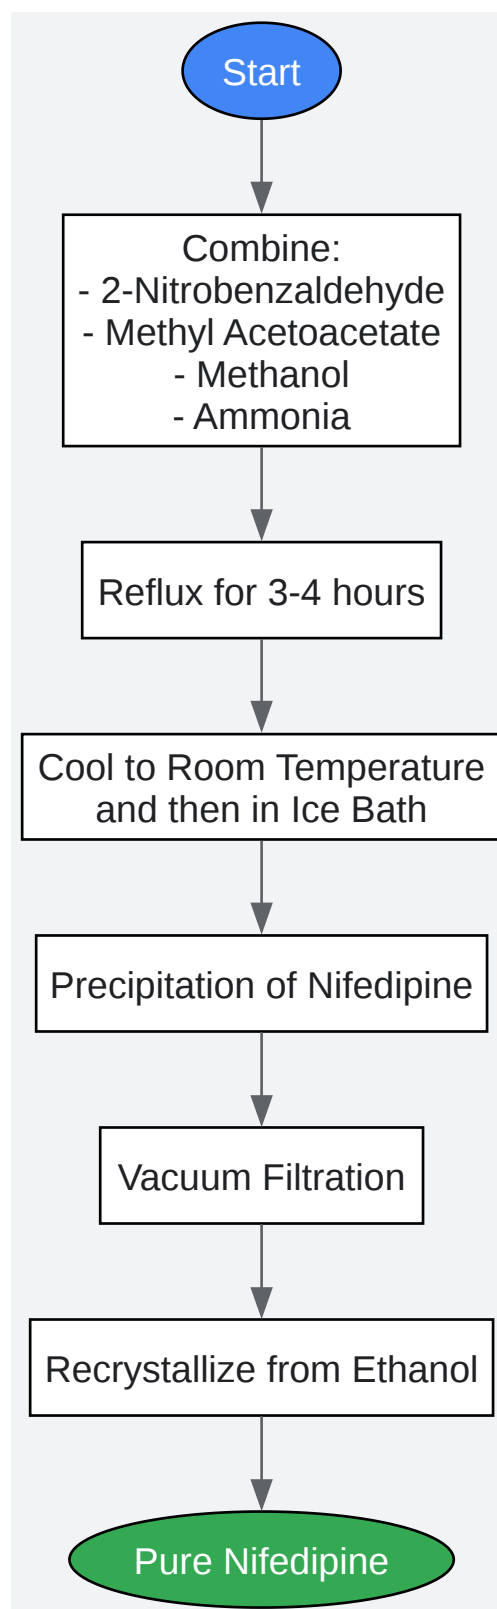 Start
Combine:
- 2-Nitrobenzaldehyde
- Methyl Acetoacetate
- Methanol
- Ammonia
Reflux for 3-4 hours
Cool to Room Temperature
and then in Ice Bath
Precipitation of Nifedipine
Vacuum Filtration
Recrystallize from Ethanol
Pure Nifedipine